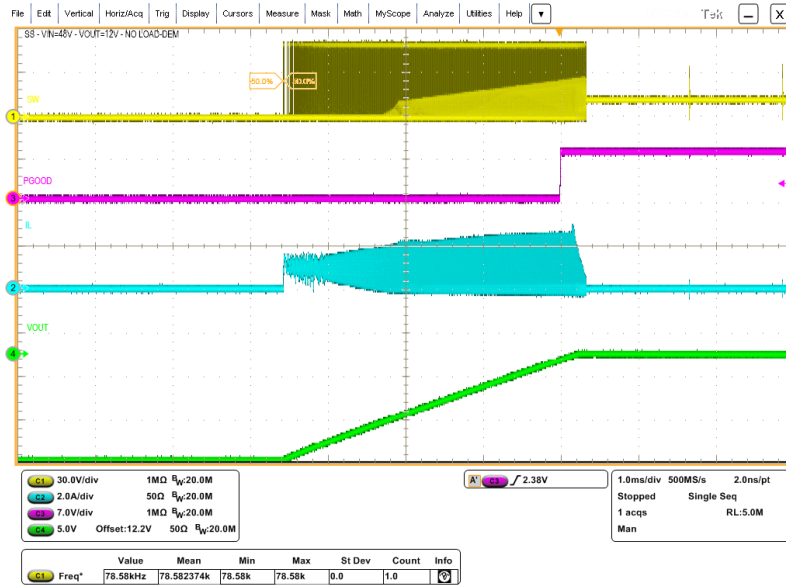 File Edit Vertical Horiz/Acq Trig Display Cursors Measure Mask Math MyScope Analyze Utilities Help Tek X
SS - VIN=48V - VOUT=12V - NO LOAD-DEM
50.0%
SW
1
PGOOD
3
IL
2
VOUT
4
C1 30.0V/div 1MΩ BW:20.0M
C2 2.0A/div 50Ω BW:20.0M
C3 7.0V/div 1MΩ BW:20.0M
C4 5.0V Offset:12.2V 50Ω BW:20.0M
A' C3 2.38V
1.0ms/div 500MS/s 2.0ns/pt
Stopped Single Seq
1 acqs RL:5.0M
Man
Value Mean Min Max St Dev Count Info
C1 Freq* 78.58kHz 78.582374k 78.58k 78.58k 0.0 1.0